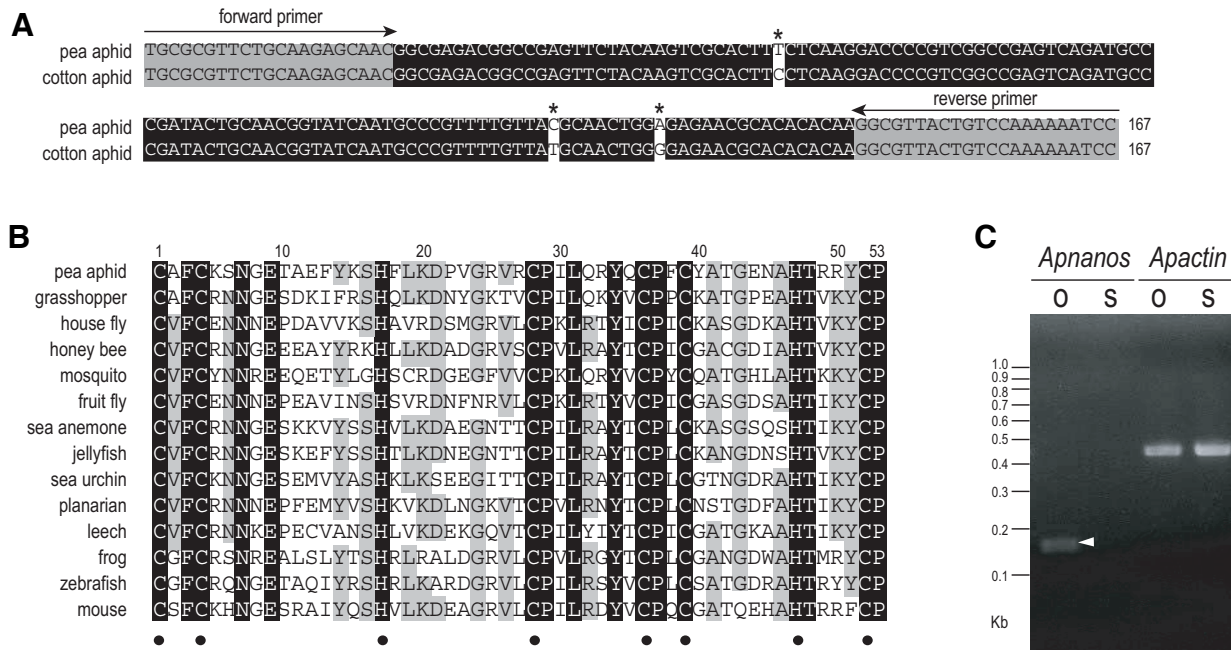 A
forward primer
pea aphid TGCGCGTTCTGCAAGAGCAACGGCGAGACGGCCGAGTTCTACAAGTCGCACTTTCTCAAGGACCCCGTCGGCCGAGTCAGATGCC
cotton aphid TGCGCGTTCTGCAAGAGCAACGGCGAGACGGCCGAGTTCTACAAGTCGCACTTCCTCAAGGACCCCGTCGGCCGAGTCAGATGCC
*
reverse primer
* *
pea aphid CGATACTGCAACGGTATCAATGCCCGTTTTGTTACGCAACTGGAGAGAACGCACACACAAGGCGTTACTGTCCAAAAAATCC 167
cotton aphid CGATACTGCAACGGTATCAATGCCCGTTTTGTTATGCAACTGGGGAGAACGCACACACAAGGCGTTACTGTCCAAAAAATCC 167
B
1 10 20 30 40 50 53
pea aphid CAFCKSNGETAEFYKSHFLKDPVGRVRCPILQRYQCPFCYATGENAHTRRYCP
grasshopper CAFCRNNGESDKIFRSHQLKDNYGKTVCPILQKYVCPPCKATGPEAHTVKYCP
house fly CVFCENNNEPDAVVKSHAVRDSMGRVLCPKLRTYICPICKASGDKAHTVKYCP
honey bee CVFCRNNGEEEAYYRKHLLKDADGRVSCPVLRAYTCPICGACGDIAHTVKYCP
mosquito CVFCYNNREEQETYLGHSCRDGEGFVVCPKLQRYVCPYCQATGHLAHTKKYCP
fruit fly CVFCENNNEPEAVINSHSVRDNFNRVLCPKLRTYVCPICGASGDSAHTIKYCP
sea anemone CVFCRNNGESKKVYSSHVLKDAEGNTTCPILRAYTCPLCKASGSQSHTIKYCP
jellyfish CVFCRNNGESKEFYSSHTLKDNEGNTTCPILRAYTCPLCKANGDNSHTIKYCP
sea urchin CVFCKNNGESEMVYASHKLKSEEGITTCPILRAYTCPLCNSTGDRAHTIKYCP
planarian CVFCRNNNEPFEMYVSHKVKDLNGKVTCPVLRNYTCPLCNSTGDFAHTIKYCP
leech CVFCRNNKEPECVANSHLVKDEKGQVTCPILYIYTCPICGATGKAAHTIKYCP
frog CGFCRSNREALSLYTSHRLRALDGRVLCPVLRGYTCPLCGANGDWAHTMRYCP
zebrafish CGFCRQNGETAQIYRSHRLKARDGRVLCPILRSYVCPLCSATGDRAHTRYYCP
mouse CSFCKHNGESRAIYQSHVLKDEAGRVLCPILRDYVCPQCGATQEHAHTRRFCP
C
Apnanos Apactin
O S O S
1.0
0.9
0.8
0.7
0.6
0.5
0.4
0.3
0.2
0.1
Kb